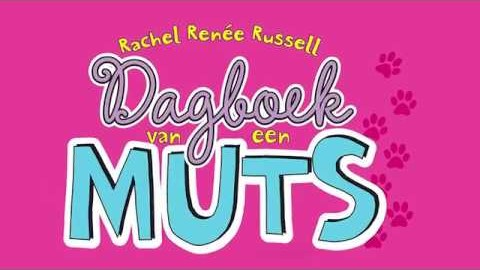 Rachel Renée Russell
Dagboek
van een
MUTS